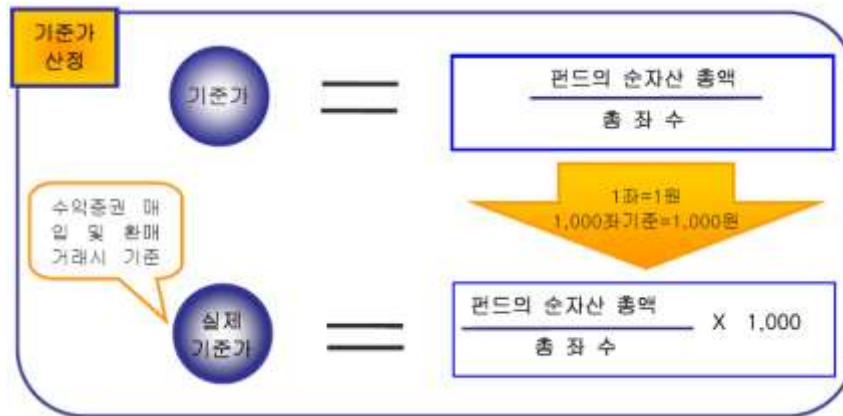 기준가
산정
기준가
펀드의 순자산 총액
총 좌 수
1좌=1원
1,000좌기준=1,000원
수익증권 매
입 및 환매
거래시 기준
실제
기준가
펀드의 순자산 총액
총 좌 수
X 1,000